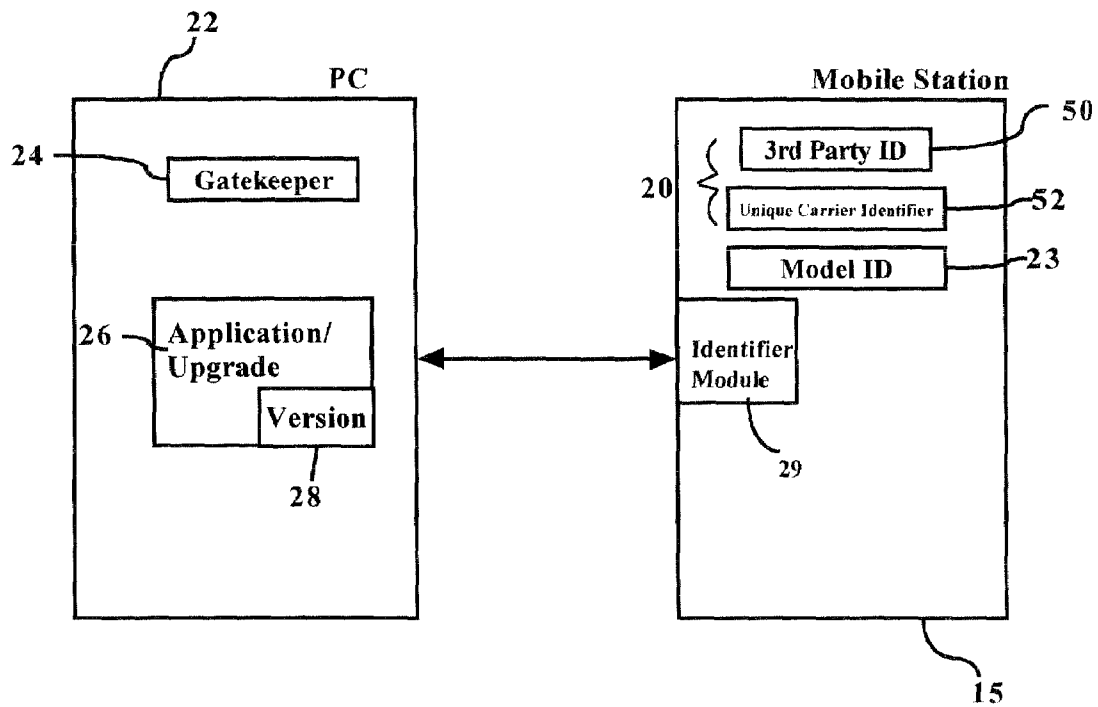 22
PC
24
Gatekeeper
26
Application/
Upgrade
Version
28
Mobile Station
50
3rd Party ID
20
Unique Carrier Identifier
52
Model ID
23
Identifier
Module
29
15